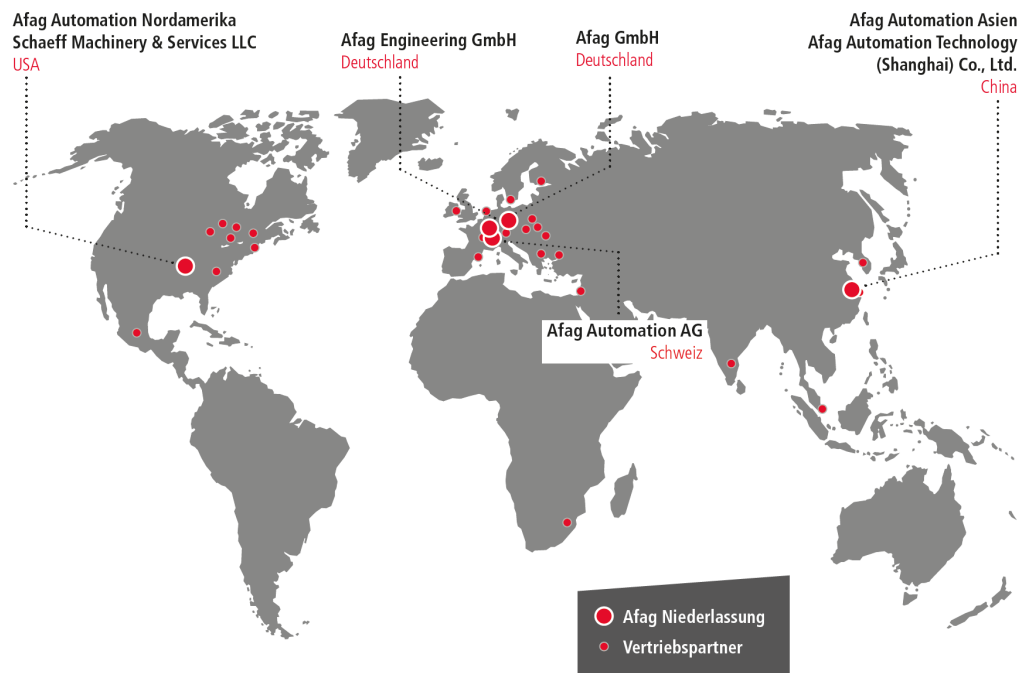 Afag Automation Nordamerika
Schaeff Machinery & Services LLC
USA
Afag Engineering GmbH
Deutschland
Afag GmbH
Deutschland
Afag Automation Asien
Afag Automation Technology
(Shanghai) Co., Ltd.
China
Afag Automation AG
Schweiz
Afag Niederlassung
Vertriebspartner